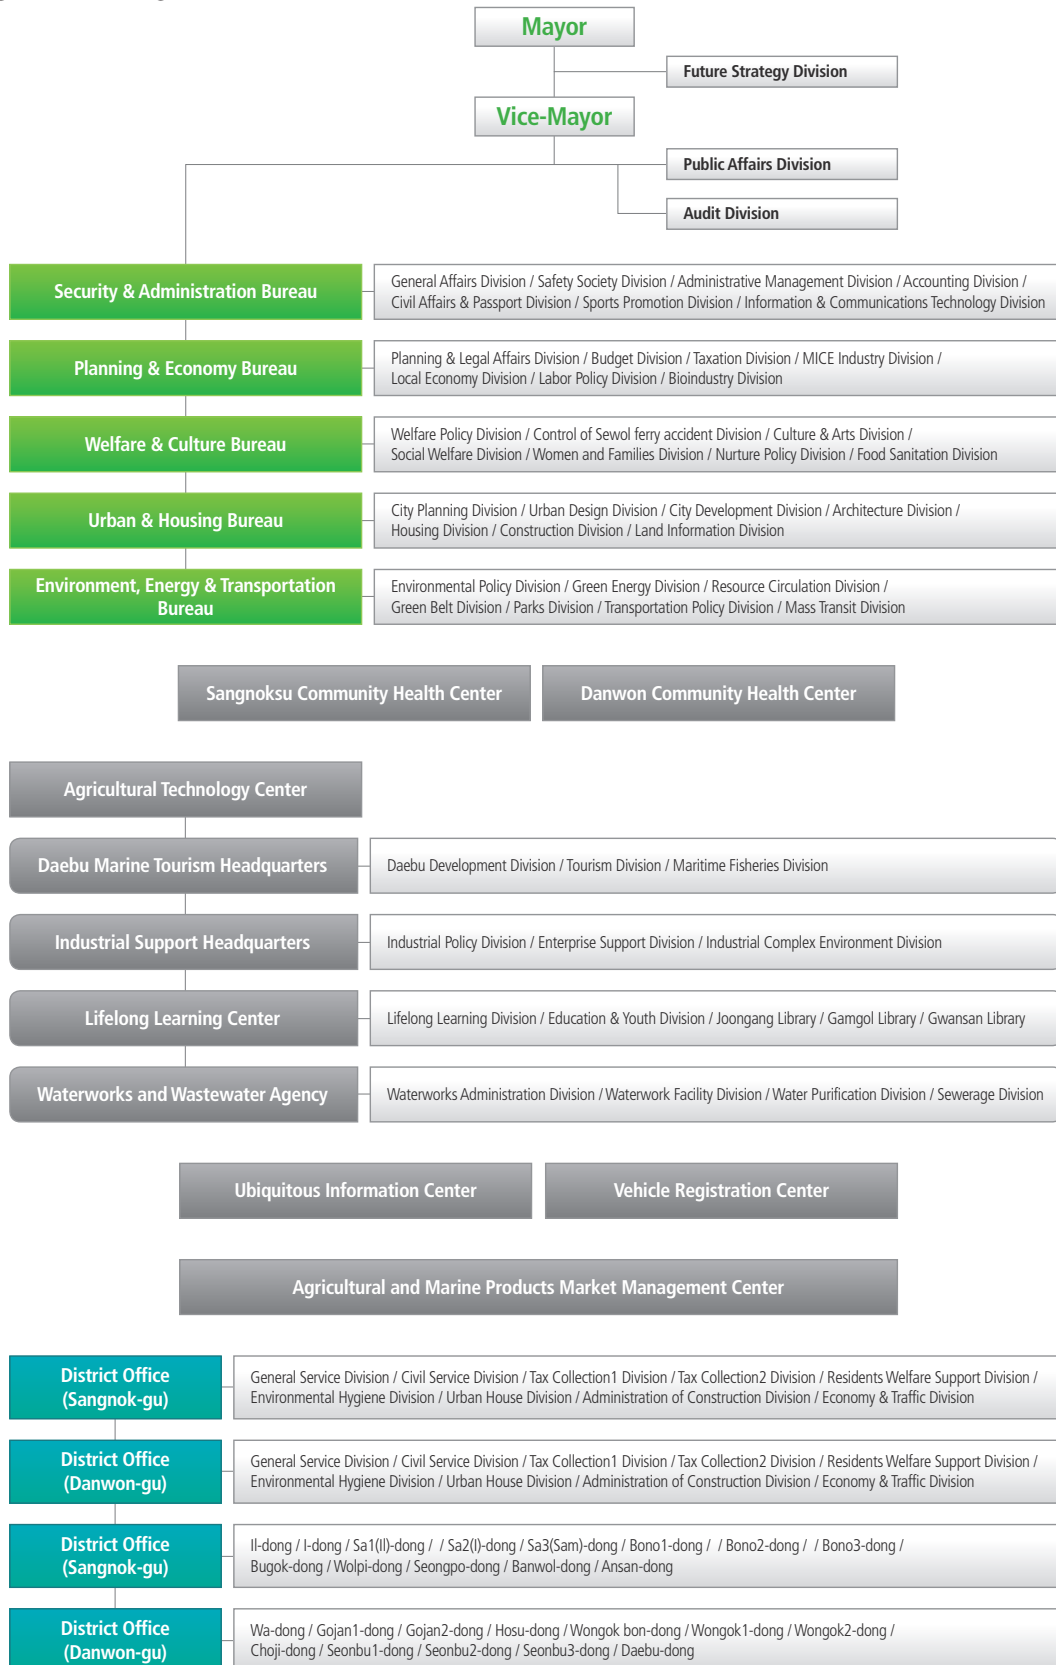 Mayor
Future Strategy Division
Vice-Mayor
Public Affairs Division
Audit Division
Security & Administration Bureau
General Affairs Division / Safety Society Division / Administrative Management Division / Accounting Division /
Civil Affairs & Passport Division / Sports Promotion Division / Information & Communications Technology Division
Planning & Economy Bureau
Planning & Legal Affairs Division / Budget Division / Taxation Division / MICE Industry Division /
Local Economy Division / Labor Policy Division / Bioindustry Division
Welfare & Culture Bureau
Welfare Policy Division / Control of Sewol ferry accident Division / Culture & Arts Division /
Social Welfare Division / Women and Families Division / Nurture Policy Division / Food Sanitation Division
Urban & Housing Bureau
City Planning Division / Urban Design Division / City Development Division / Architecture Division /
Housing Division / Construction Division / Land Information Division
Environment, Energy & Transportation
Bureau
Environmental Policy Division / Green Energy Division / Resource Circulation Division /
Green Belt Division / Parks Division / Transportation Policy Division / Mass Transit Division
Sangnoksu Community Health Center
Danwon Community Health Center
Agricultural Technology Center
Daebu Marine Tourism Headquarters
Daebu Development Division / Tourism Division / Maritime Fisheries Division
Industrial Support Headquarters
Industrial Policy Division / Enterprise Support Division / Industrial Complex Environment Division
Lifelong Learning Center
Lifelong Learning Division / Education & Youth Division / Joongang Library / Gamgol Library / Gwansan Library
Waterworks and Wastewater Agency
Waterworks Administration Division / Waterwork Facility Division / Water Purification Division / Sewerage Division
Ubiquitous Information Center
Vehicle Registration Center
Agricultural and Marine Products Market Management Center
District Office
(Sangnok-gu)
General Service Division / Civil Service Division / Tax Collection1 Division / Tax Collection2 Division / Residents Welfare Support Division /
Environmental Hygiene Division / Urban House Division / Administration of Construction Division / Economy & Traffic Division
District Office
(Danwon-gu)
General Service Division / Civil Service Division / Tax Collection1 Division / Tax Collection2 Division / Residents Welfare Support Division /
Environmental Hygiene Division / Urban House Division / Administration of Construction Division / Economy & Traffic Division
District Office
(Sangnok-gu)
Il-dong / I-dong / Sa1(Il)-dong / / Sa2(I)-dong / Sa3(Sam)-dong / Bono1-dong / / Bono2-dong / / Bono3-dong /
Bugok-dong / Wolpi-dong / Seongpo-dong / Banwol-dong / Ansan-dong
District Office
(Danwon-gu)
Wa-dong / Gojan1-dong / Gojan2-dong / Hosu-dong / Wongok bon-dong / Wongok1-dong / Wongok2-dong /
Choji-dong / Seonbu1-dong / Seonbu2-dong / Seonbu3-dong / Daebu-dong